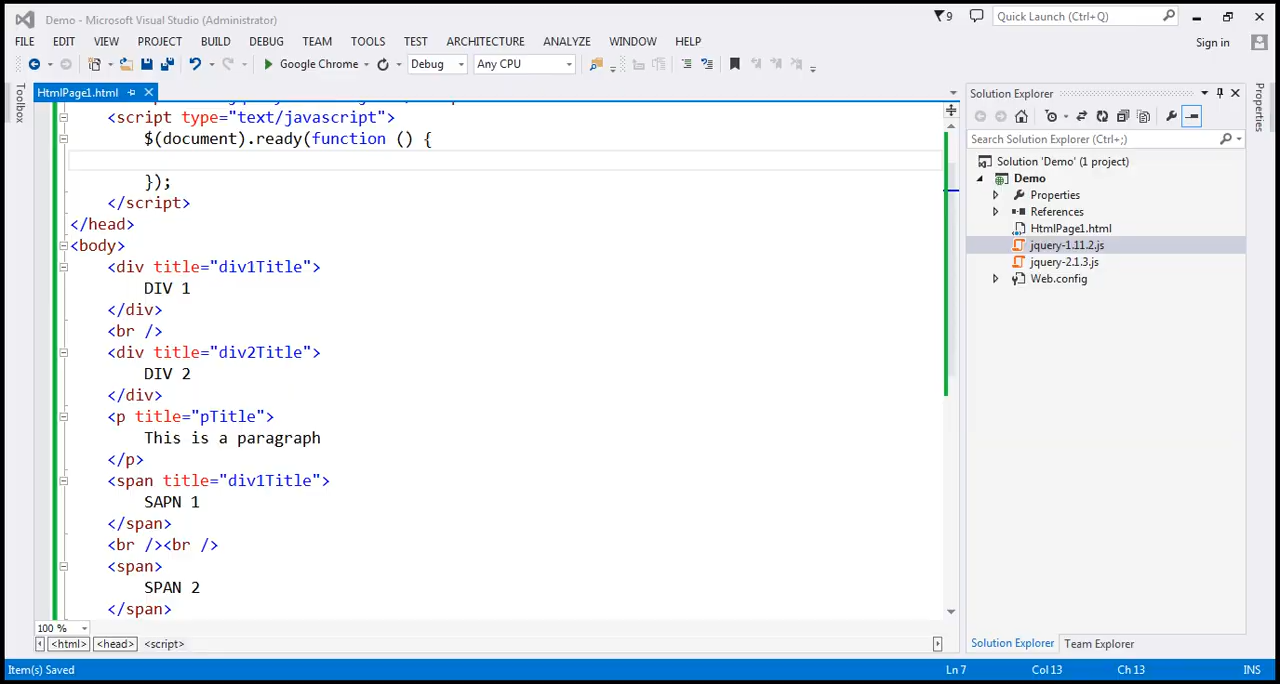 Demo - Microsoft Visual Studio (Administrator)
9
Quick Launch (Ctrl+Q)
FILE EDIT VIEW PROJECT BUILD DEBUG TEAM TOOLS TEST ARCHITECTURE ANALYZE WINDOW HELP
Sign in
Google Chrome Debug Any CPU
Toolbox
HtmlPage1.html
<script type="text/javascript">
$(document).ready(function () {
});
</script>
</head>
<body>
<div title="div1Title">
DIV 1
</div>
<br />
<div title="div2Title">
DIV 2
</div>
<p title="pTitle">
This is a paragraph
</p>
<span title="div1Title">
SAPN 1
</span>
<br /><br />
<span>
SPAN 2
</span>
100 %
<html> <head> <script>
Solution Explorer
Search Solution Explorer (Ctrl+;)
Solution 'Demo' (1 project)
Demo
Properties
References
HtmlPage1.html
jquery-1.11.2.js
jquery-2.1.3.js
Web.config
Solution Explorer Team Explorer
Properties
Item(s) Saved Ln 7 Col 13 Ch 13 INS